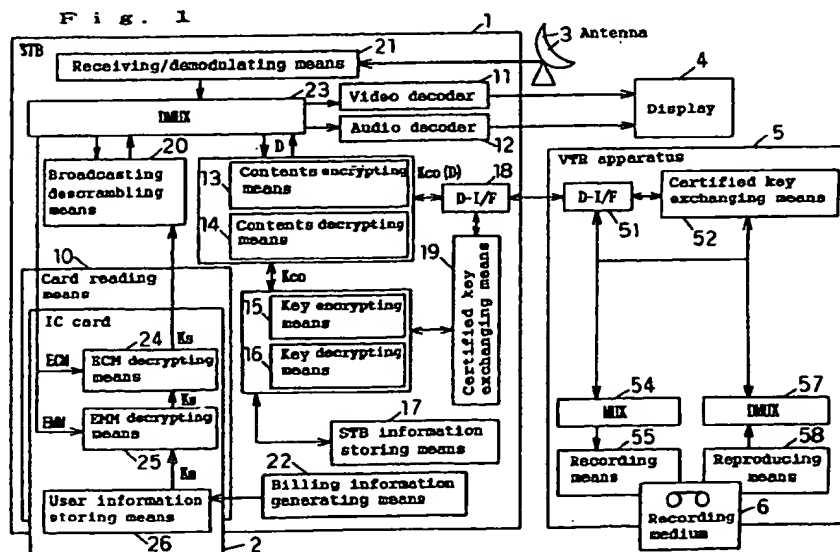 Fig. 1
1
STB
21
Receiving/demodulating means
3
Antenna
23
DMUX
11
Video decoder
Audio decoder
12
4
Display
20
Broadcasting
descrambling
means
D
13
Contents encrypting
means
14
Contents decrypting
means
Kco(D)
18
D-I/F
5
VTR apparatus
D-I/F
51
Certified key
exchanging means
52
10
Card reading
means
Kco
15
Key encrypting
means
16
Key decrypting
means
19
Certified key
exchanging means
IC card
24
Ks
ECM
ECM decrypting
means
Ks
EMM
EMM decrypting
means
25
Ks
17
STB information
storing means
22
Billing information
generating means
User information
storing means
26
2
54
MUX
57
DMUX
55
Recording
means
58
Reproducing
means
6
Recording
medium